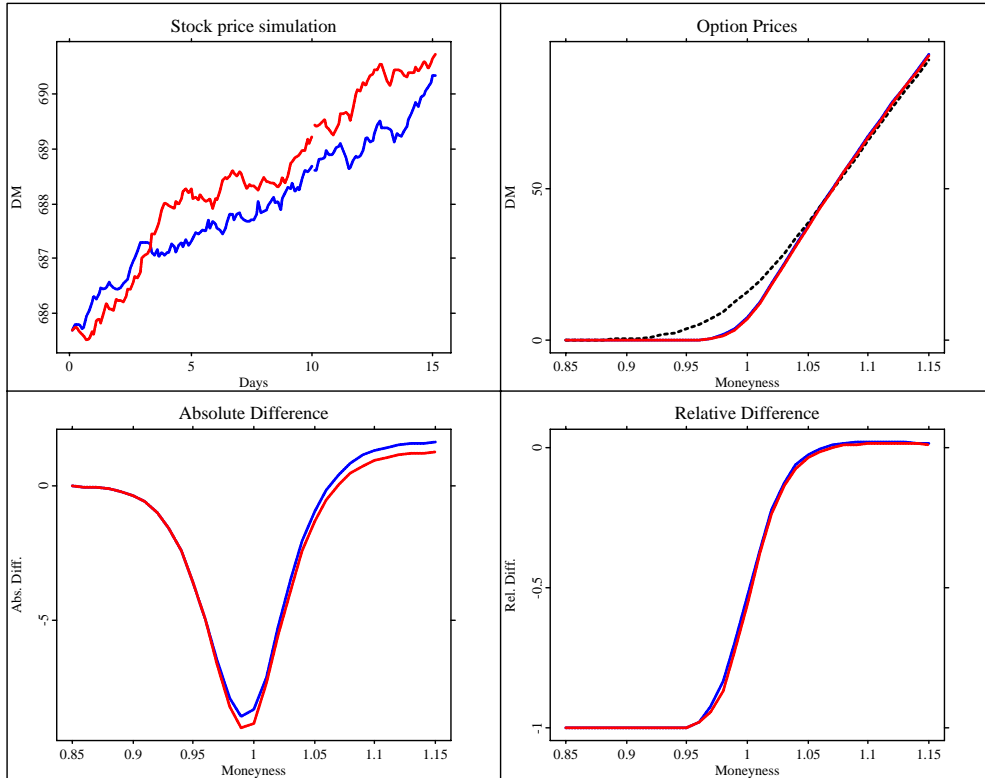 Stock price simulation
DM
690
689
688
687
686
0 5 10 15
Days
Option Prices
DM
50
0
0.85 0.9 0.95 1 1.05 1.1 1.15
Moneyness
Absolute Difference
Abs. Diff.
0
-5
0.85 0.9 0.95 1 1.05 1.1 1.15
Moneyness
Relative Difference
Rel. Diff.
0
-0.5
-1
0.85 0.9 0.95 1 1.05 1.1 1.15
Moneyness